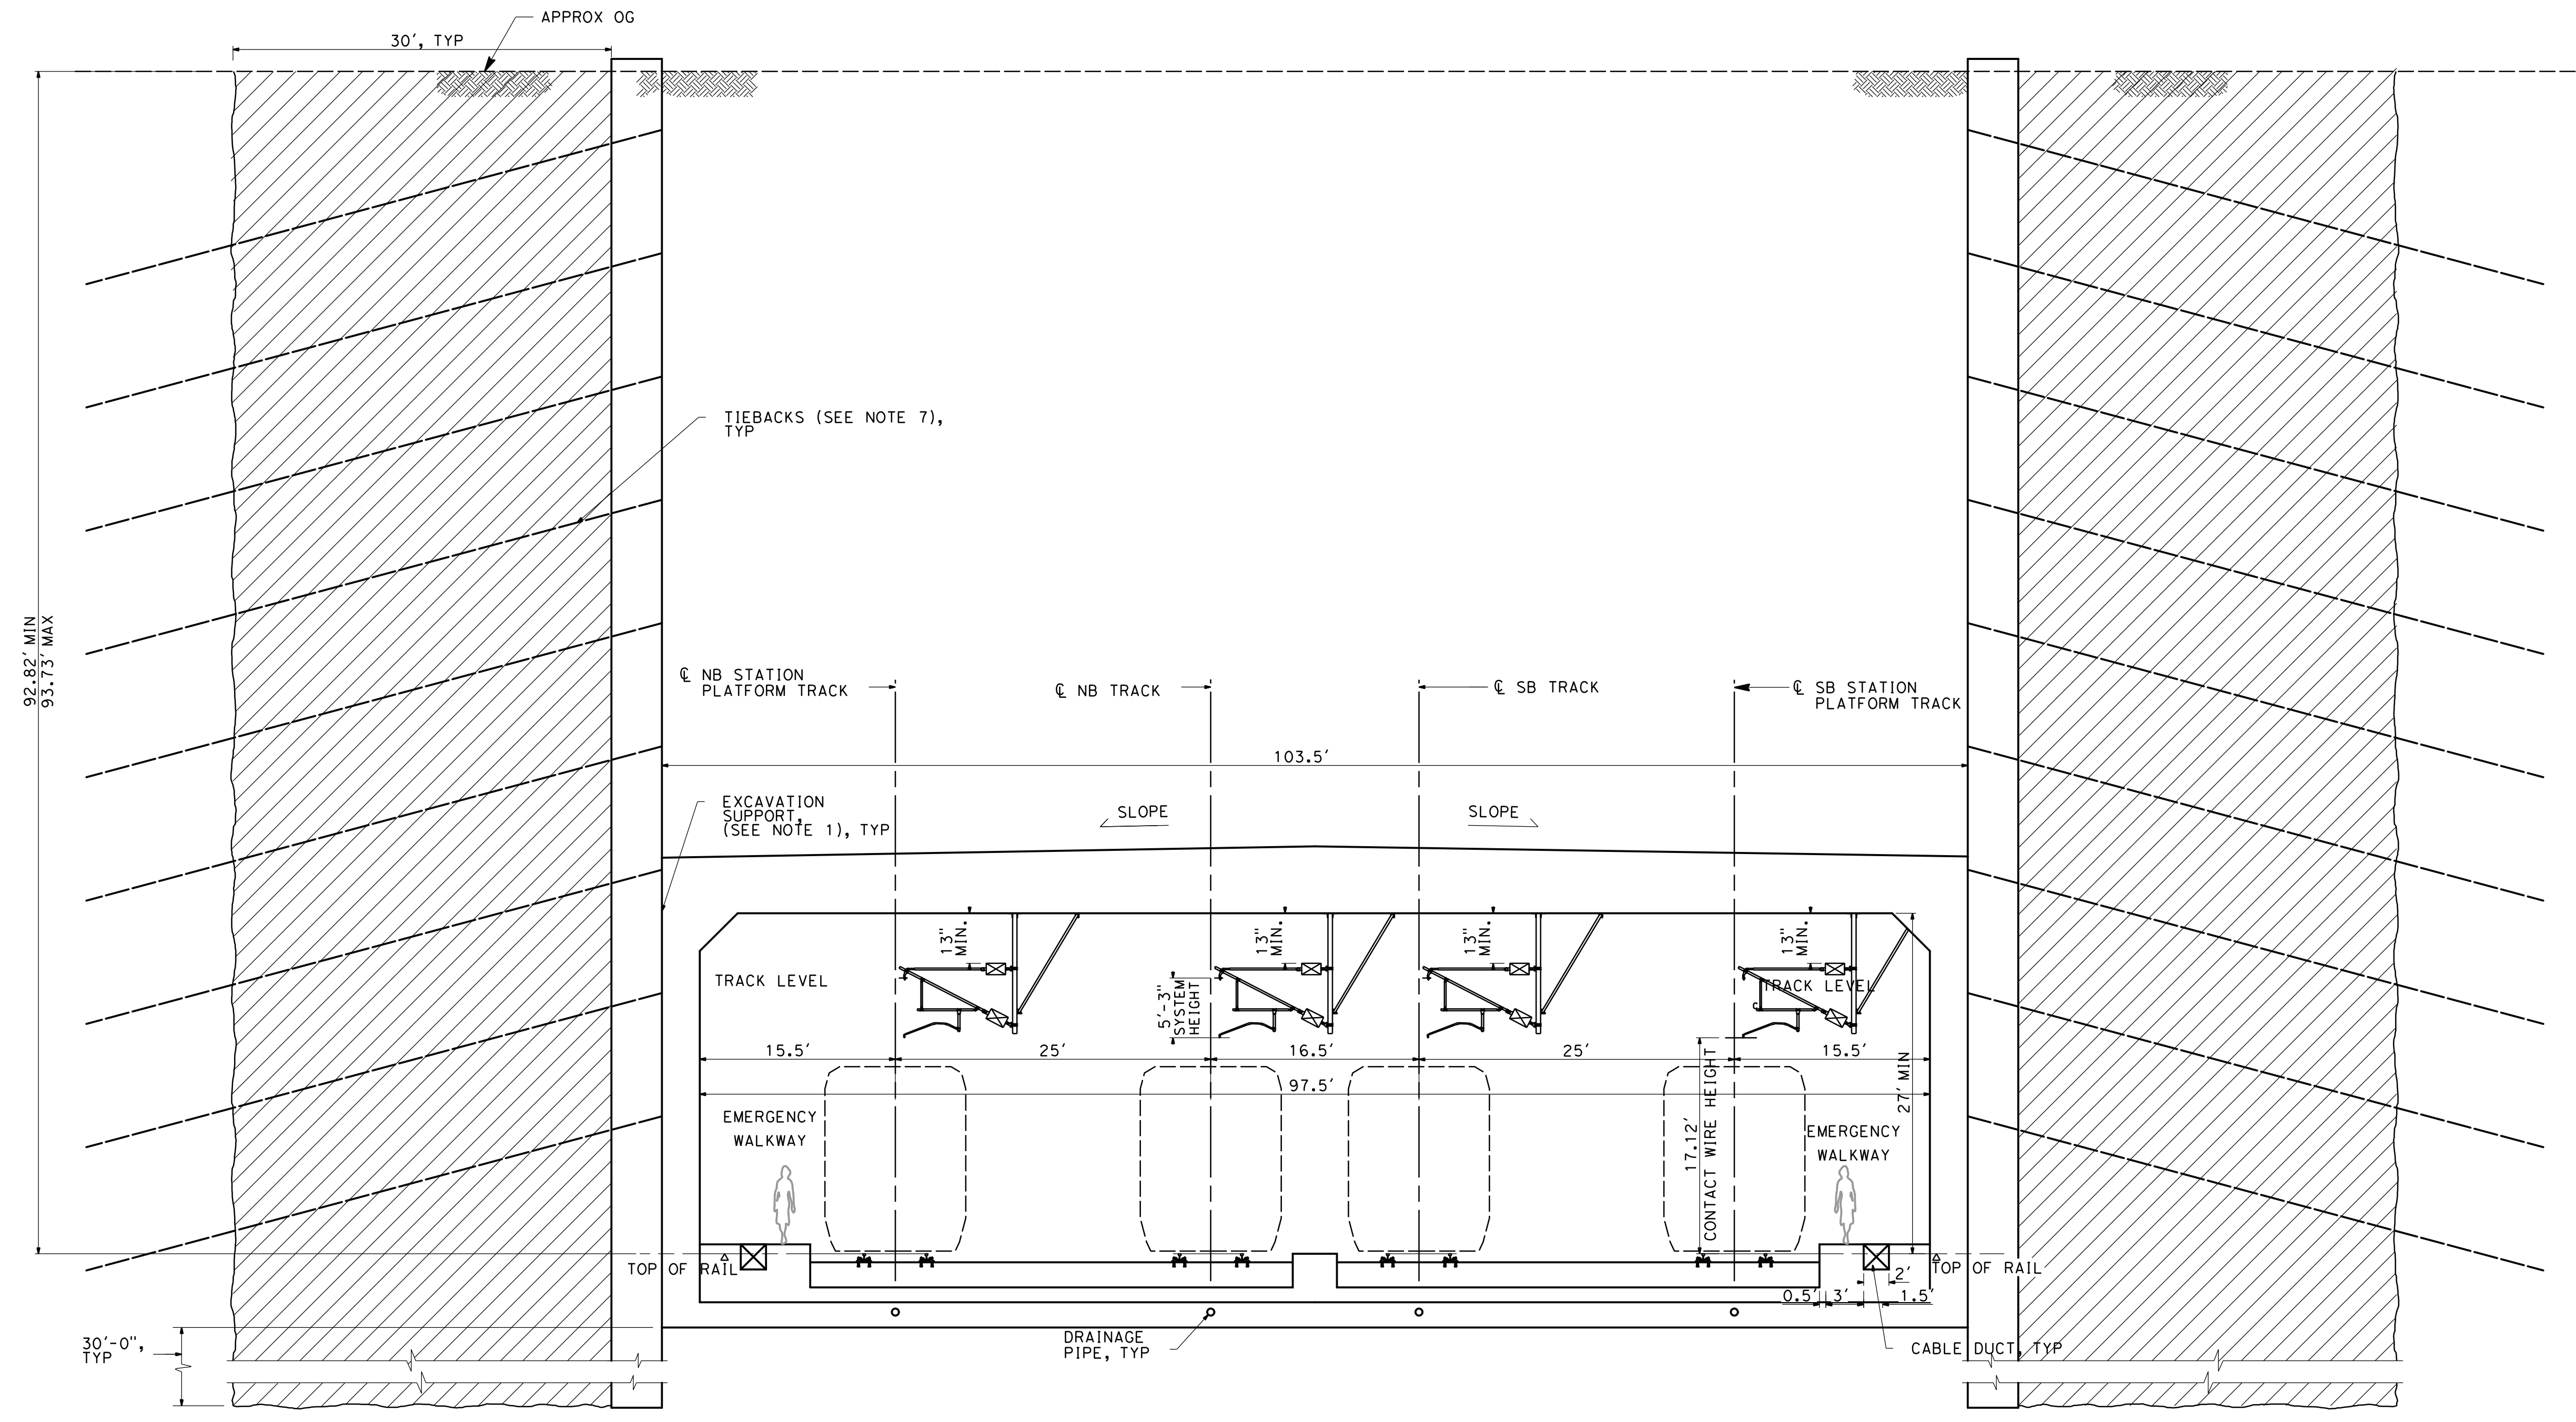 APPROX OG
30', TYP
TIEBACKS (SEE NOTE 7),
TYP
92.82' MIN
93.73' MAX
℄ NB STATION
PLATFORM TRACK
℄ NB TRACK
℄ SB TRACK
℄ SB STATION
PLATFORM TRACK
103.5'
EXCAVATION
SUPPORT,
(SEE NOTE 1), TYP
SLOPE
SLOPE
13"
MIN.
13"
MIN.
13"
MIN.
13"
MIN.
TRACK LEVEL
TRACK LEVEL
5'-3"
SYSTEM
HEIGHT
15.5'
25'
16.5'
25'
15.5'
97.5'
17.12'
CONTACT WIRE HEIGHT
27' MIN
EMERGENCY
WALKWAY
EMERGENCY
WALKWAY
TOP OF RAIL
TOP OF RAIL
2'
0.5'
3'
1.5'
30'-0",
TYP
DRAINAGE
PIPE, TYP
CABLE DUCT, TYP